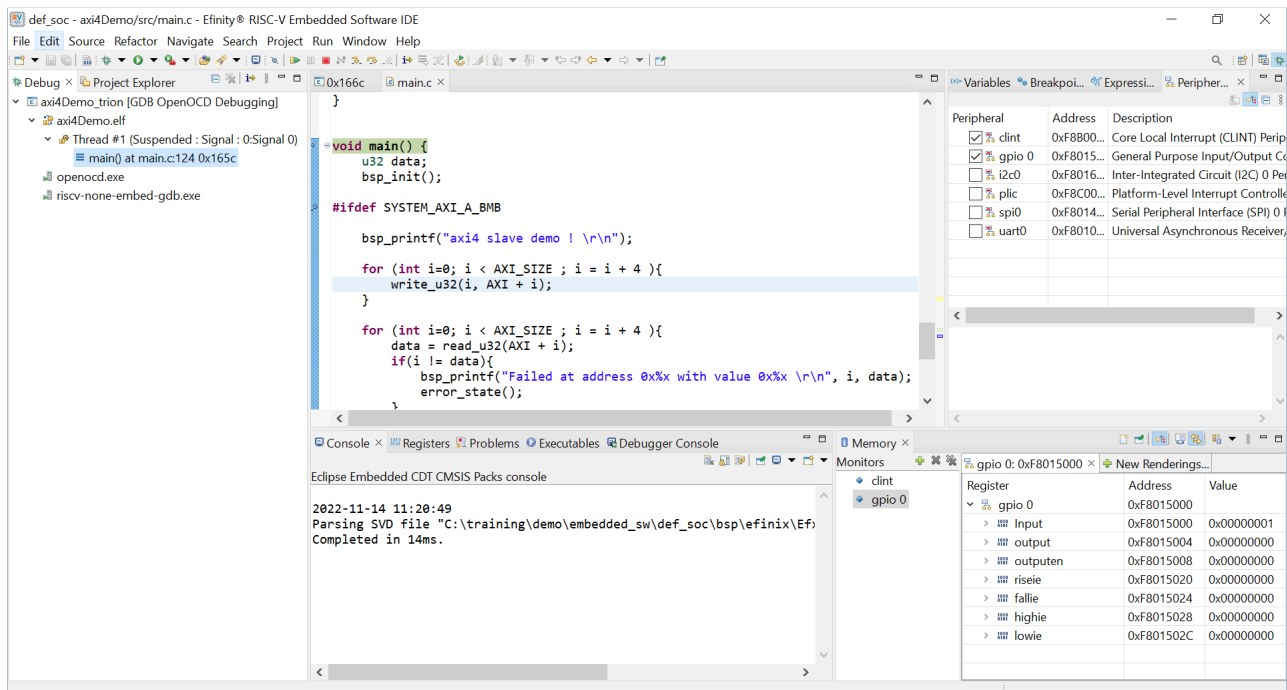 def_soc - axi4Demo/src/main.c - Efinity® RISC-V Embedded Software IDE
File Edit Source Refactor Navigate Search Project Run Window Help
Debug Project Explorer
axi4Demo_trion [GDB OpenOCD Debugging]
axi4Demo.elf
Thread #1 (Suspended : Signal : 0:Signal 0)
main() at main.c:124 0x165c
openocd.exe
riscv-none-embed-gdb.exe
0x166c main.c
}
void main() {
u32 data;
bsp_init();
#ifdef SYSTEM_AXI_A_BMB
bsp_printf("axi4 slave demo ! \r\n");
for (int i=0; i < AXI_SIZE ; i = i + 4 ){
write_u32(i, AXI + i);
}
for (int i=0; i < AXI_SIZE ; i = i + 4 ){
data = read_u32(AXI + i);
if(i != data){
bsp_printf("Failed at address 0x%x with value 0x%x \r\n", i, data);
error_state();
}
Variables Breakpoi... Expressi... Peripher...
Peripheral Address Description
clint 0xF8B00... Core Local Interrupt (CLINT) Perip
gpio 0 0xF8015... General Purpose Input/Output Co
i2c0 0xF8016... Inter-Integrated Circuit (I2C) 0 Per
plic 0xF8C00... Platform-Level Interrupt Controlle
spi0 0xF8014... Serial Peripheral Interface (SPI) 0 
uart0 0xF8010... Universal Asynchronous Receiver/
Console Registers Problems Executables Debugger Console
Eclipse Embedded CDT CMSIS Packs console
2022-11-14 11:20:49
Parsing SVD file "C:\training\demo\embedded_sw\def_soc\bsp\efinix\Ef
Completed in 14ms.
Memory
Monitors
clint
gpio 0
gpio 0: 0xF8015000 New Renderings...
Register Address Value
gpio 0 0xF8015000
Input 0xF8015000 0x00000001
output 0xF8015004 0x00000000
outputen 0xF8015008 0x00000000
riseie 0xF8015020 0x00000000
fallie 0xF8015024 0x00000000
highie 0xF8015028 0x00000000
lowie 0xF801502C 0x00000000